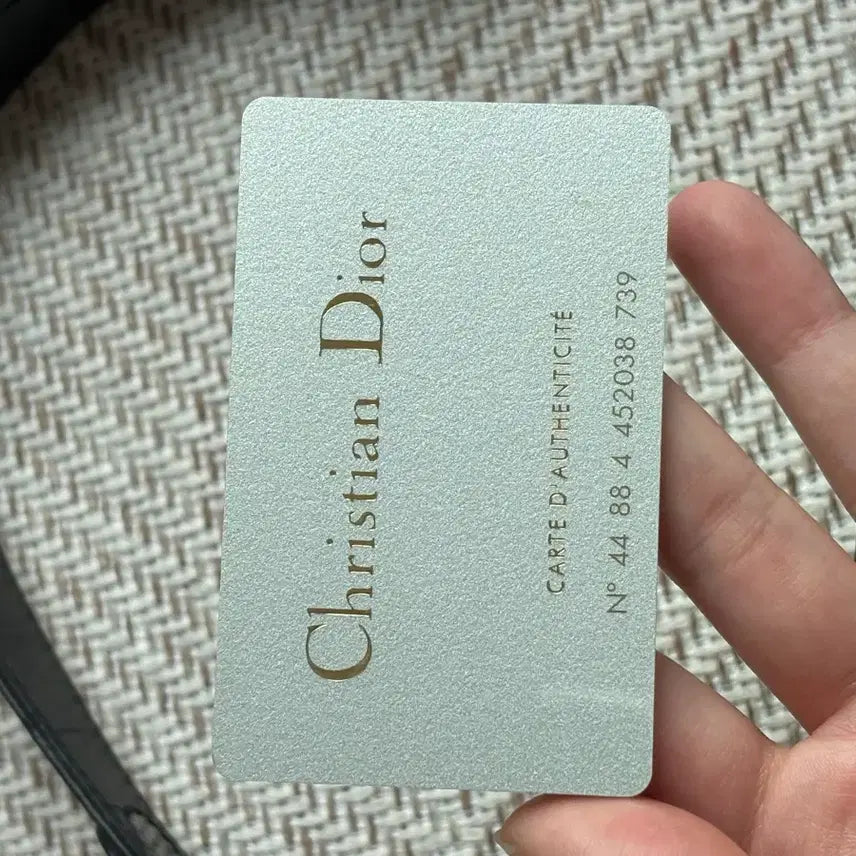 Christian Dior
CARTE D'AUTHENTICITÉ
N° 44 88 4 452038 739